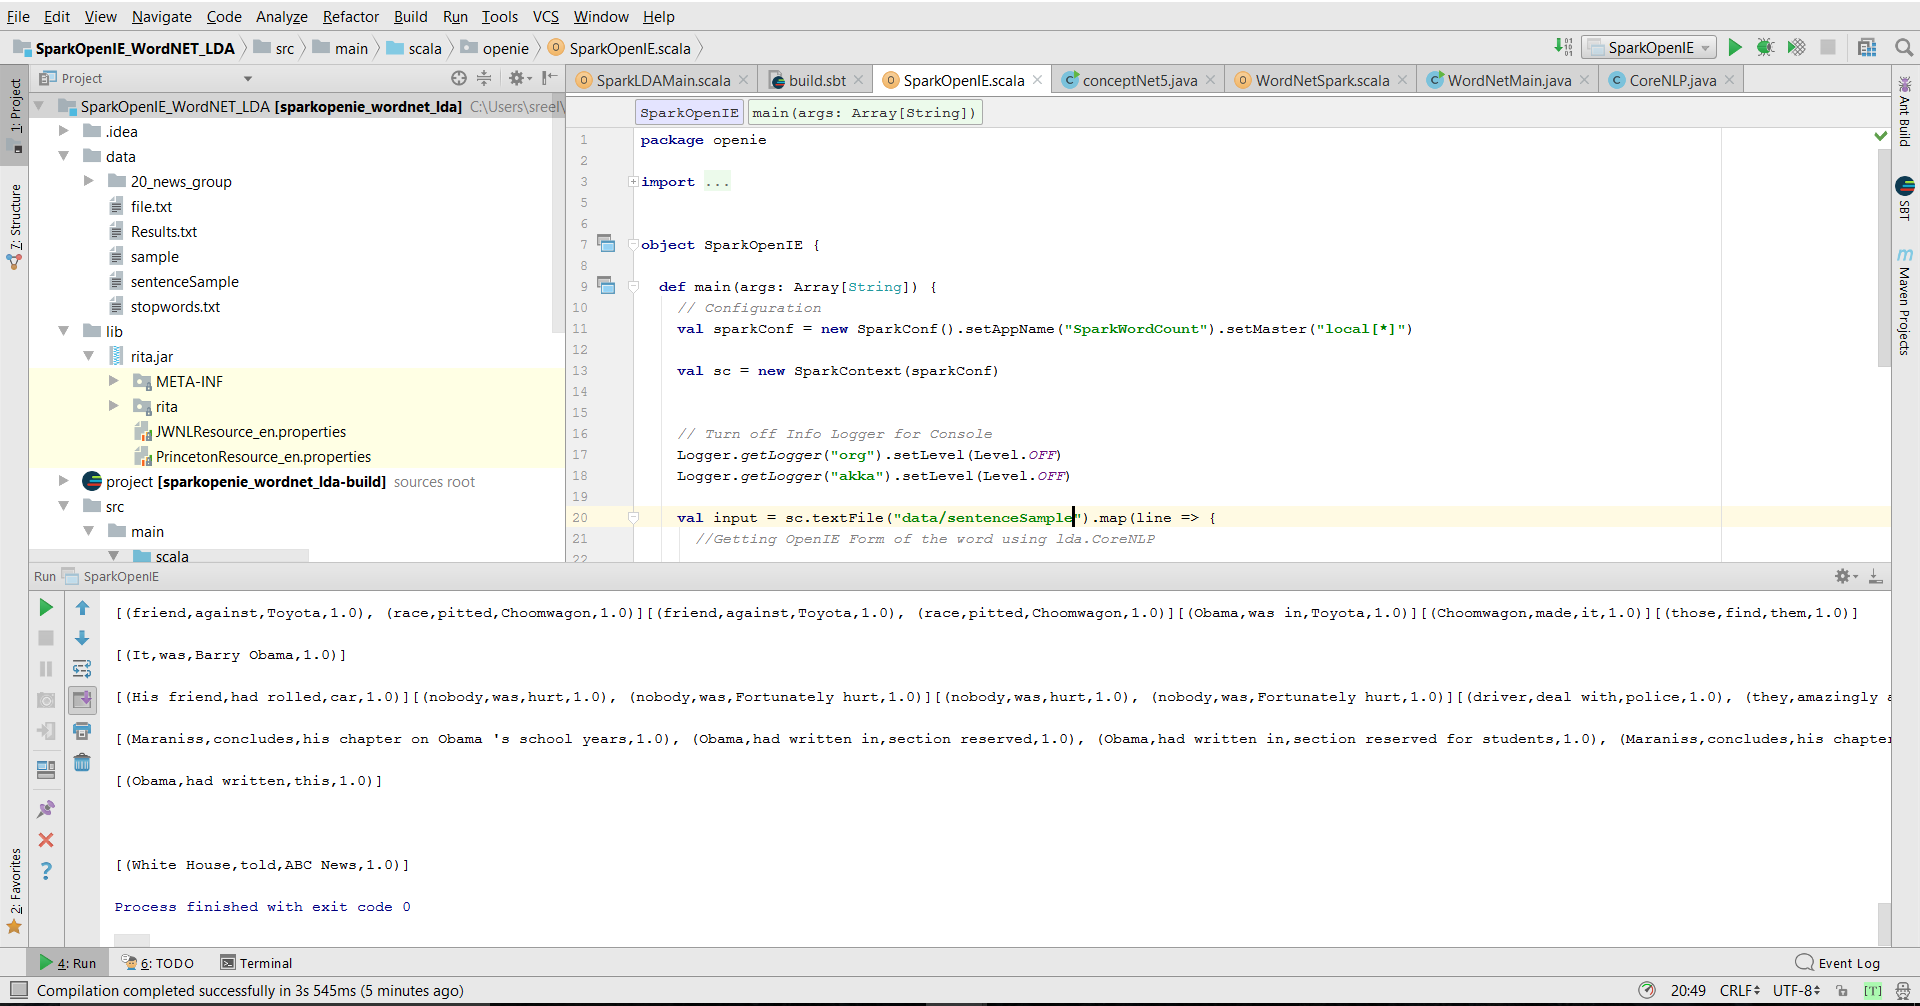 File Edit View Navigate Code Analyze Refactor Build Run Tools VCS Window Help
SparkOpenIE_WordNET_LDA src main scala openie SparkOpenIE.scala
SparkOpenIE
Project
SparkLDAMain.scala build.sbt SparkOpenIE.scala conceptNet5.java WordNetSpark.scala WordNetMain.java CoreNLP.java
1: Project
7: Structure
2: Favorites
SparkOpenIE_WordNET_LDA [sparkopenie_wordnet_lda] C:\Users\sreel\
.idea
data
20_news_group
file.txt
Results.txt
sample
sentenceSample
stopwords.txt
lib
rita.jar
META-INF
rita
JWNLResource_en.properties
PrincetonResource_en.properties
project [sparkopenie_wordnet_lda-build] sources root
src
main
scala
SparkOpenIE main(args: Array[String])
1 package openie
2
3 import ...
5
6
7 object SparkOpenIE {
8
9 def main(args: Array[String]) {
10 // Configuration
11 val sparkConf = new SparkConf().setAppName("SparkWordCount").setMaster("local[*]")
12
13 val sc = new SparkContext(sparkConf)
14
15
16 // Turn off Info Logger for Console
17 Logger.getLogger("org").setLevel(Level.OFF)
18 Logger.getLogger("akka").setLevel(Level.OFF)
19
20 val input = sc.textFile("data/sentenceSample").map(line => {
21 //Getting OpenIE Form of the word using lda.CoreNLP
22
Ant Build
SBT
Maven Projects
Run SparkOpenIE
[(friend,against,Toyota,1.0), (race,pitted,Choomwagon,1.0)][(friend,against,Toyota,1.0), (race,pitted,Choomwagon,1.0)][(Obama,was in,Toyota,1.0)][(Choomwagon,made,it,1.0)][(those,find,them,1.0)]
[(It,was,Barry Obama,1.0)]
[(His friend,had rolled,car,1.0)][(nobody,was,hurt,1.0), (nobody,was,Fortunately hurt,1.0)][(nobody,was,hurt,1.0), (nobody,was,Fortunately hurt,1.0)][(driver,deal with,police,1.0), (they,amazingly a
[(Maraniss,concludes,his chapter on Obama 's school years,1.0), (Obama,had written in,section reserved,1.0), (Obama,had written in,section reserved for students,1.0), (Maraniss,concludes,his chapter
[(Obama,had written,this,1.0)]
[(White House,told,ABC News,1.0)]
Process finished with exit code 0
4: Run 6: TODO Terminal Event Log
Compilation completed successfully in 3s 545ms (5 minutes ago) 20:49 CRLF UTF-8 [T]